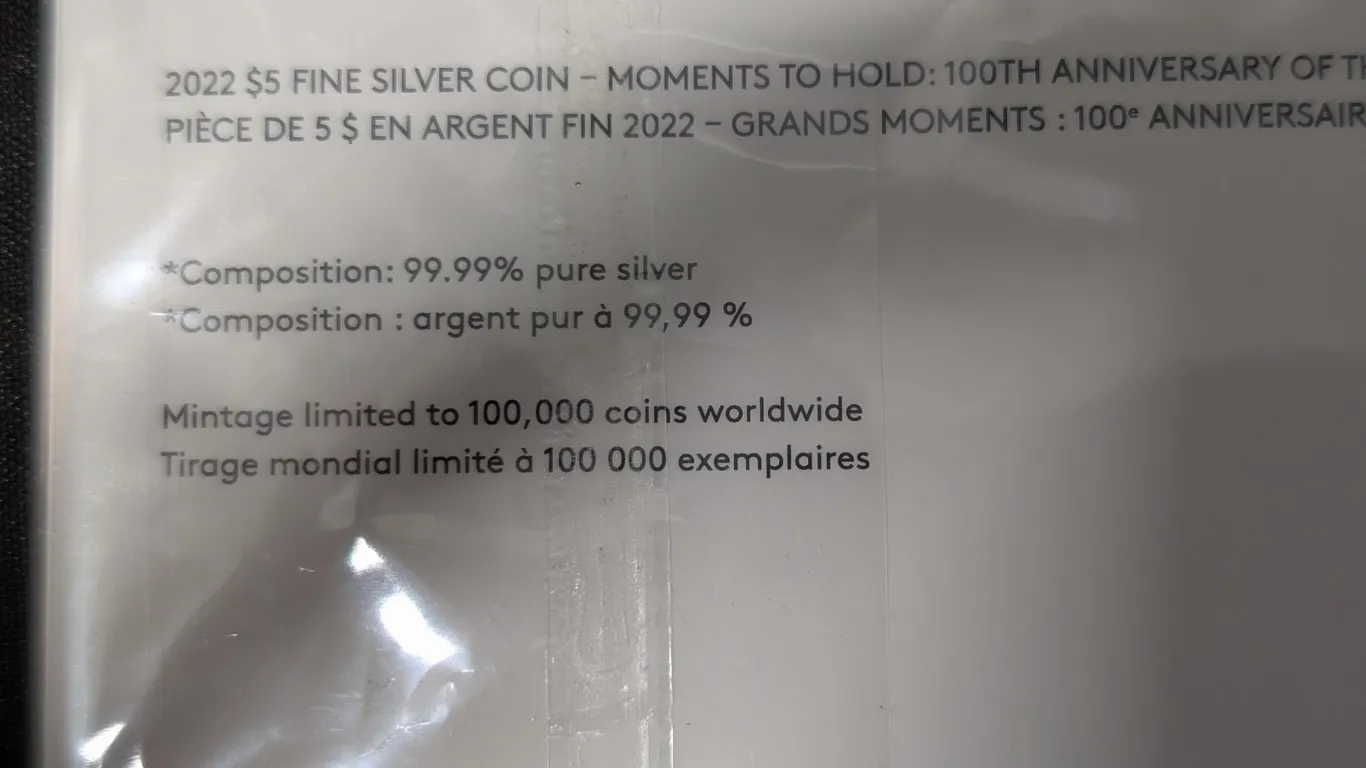 2022 $5 FINE SILVER COIN – MOMENTS TO HOLD: 100TH ANNIVERSARY OF
PIÈCE DE 5 $ EN ARGENT FIN 2022 – GRANDS MOMENTS : 100ᵉ
*Composition: 99.99% pure silver
*Composition : argent pur à 99,99 %
Mintage limited to 100,000 coins worldwide
Tirage mondial limité à 100 000 exemplaires